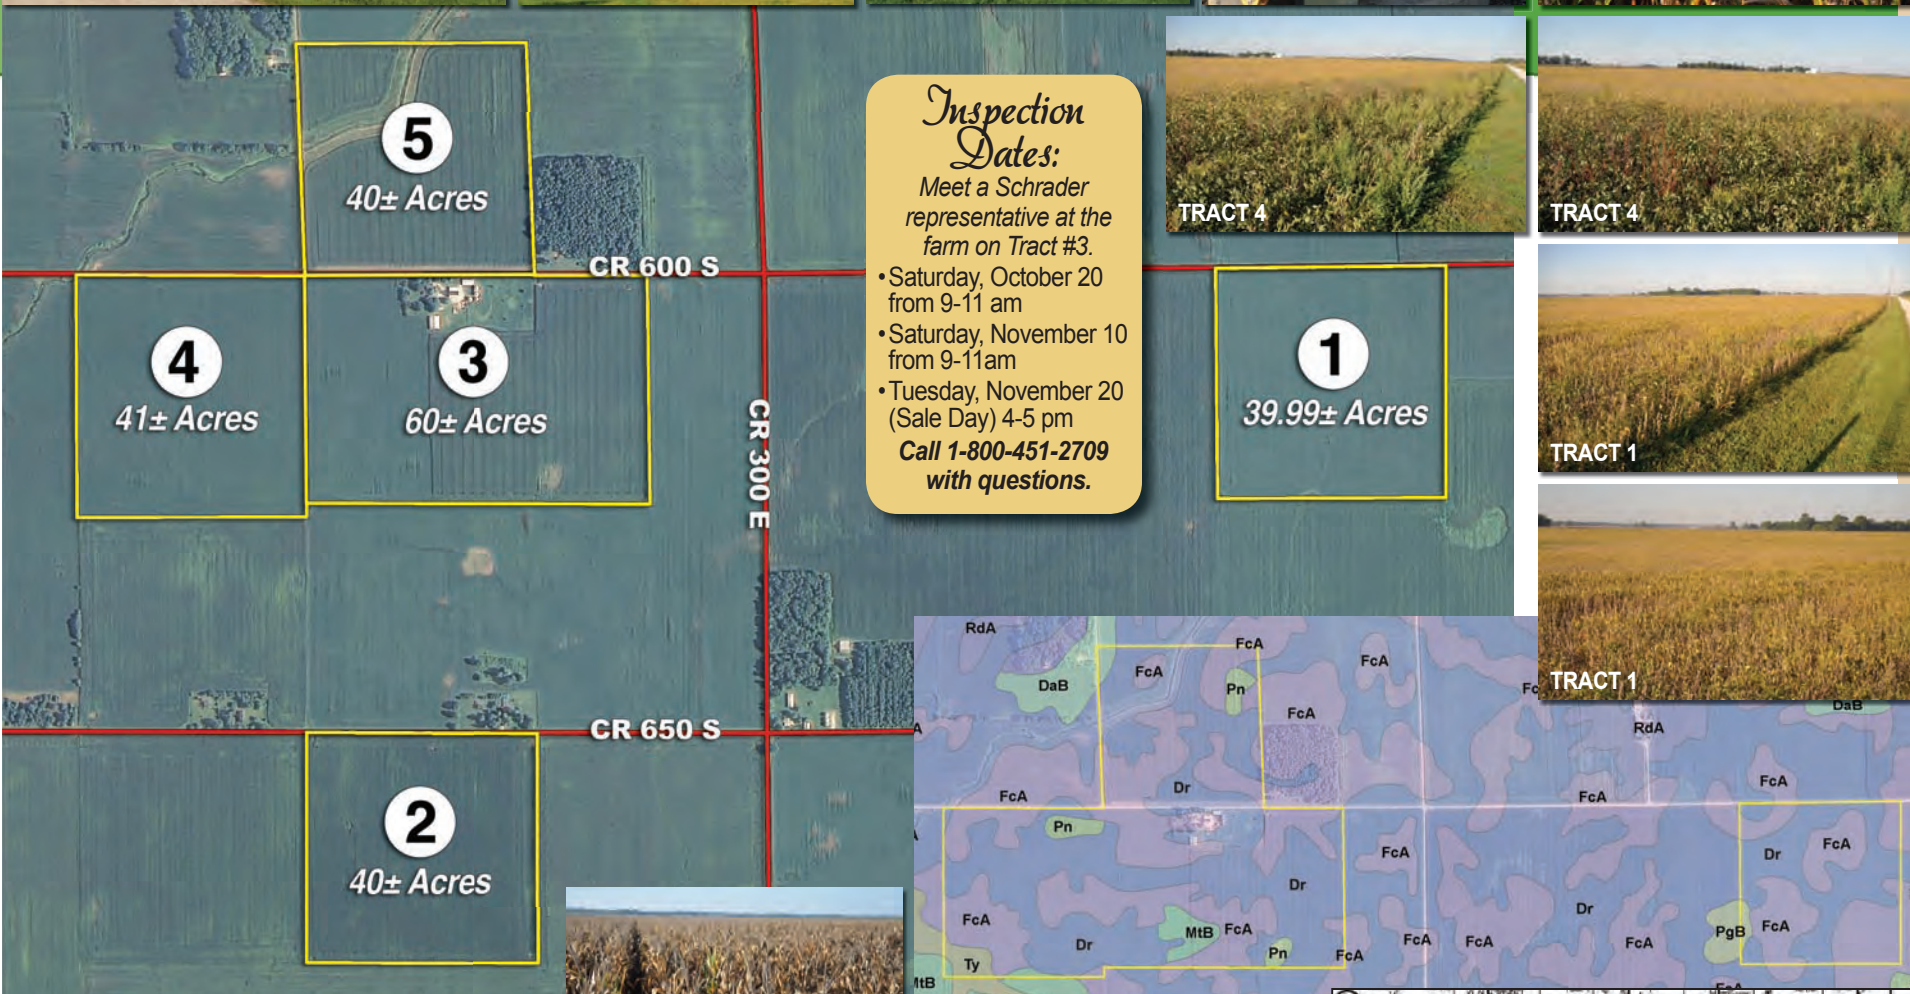 5
40± Acres
CR 600 S
4
41± Acres
3
60± Acres
CR 300 E
1
39.99± Acres
CR 650 S
2
40± Acres
Inspection
Dates:
Meet a Schrader
representative at the
farm on Tract #3.
• Saturday, October 20
from 9-11 am
• Saturday, November 10
from 9-11am
• Tuesday, November 20
(Sale Day) 4-5 pm
Call 1-800-451-2709
with questions.
TRACT 4
TRACT 4
TRACT 1
TRACT 1
RdA
FcA
FcA
FcA
DaB
Pn
FcA
DaB
RdA
FcA
Dr
FcA
FcA
Pn
FcA
Dr
FcA
Dr
Dr
FcA
MtB
FcA
Dr
Pn
FcA
FcA
FcA
FcA
PgB
FcA
Ty